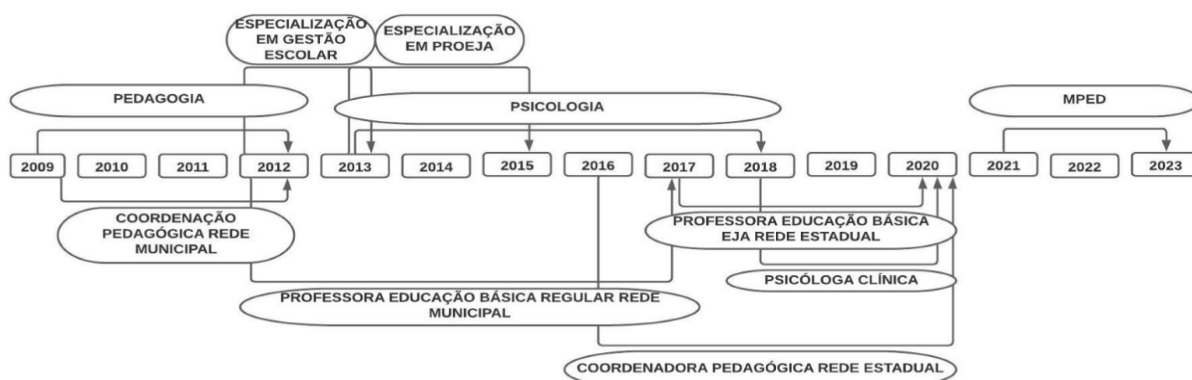 ESPECIALIZAÇÃO
EM GESTÃO
ESCOLAR
ESPECIALIZAÇÃO
EM PROEJA
PEDAGOGIA
PSICOLOGIA
MPED
2009
2010
2011
2012
2013
2014
2015
2016
2017
2018
2019
2020
2021
2022
2023
COORDENAÇÃO
PEDAGÓGICA REDE
MUNICIPAL
PROFESSORA EDUCAÇÃO BÁSICA
EJA REDE ESTADUAL
PSICÓLOGA CLÍNICA
PROFESSORA EDUCAÇÃO BÁSICA REGULAR REDE
MUNICIPAL
COORDENADORA PEDAGÓGICA REDE ESTADUAL